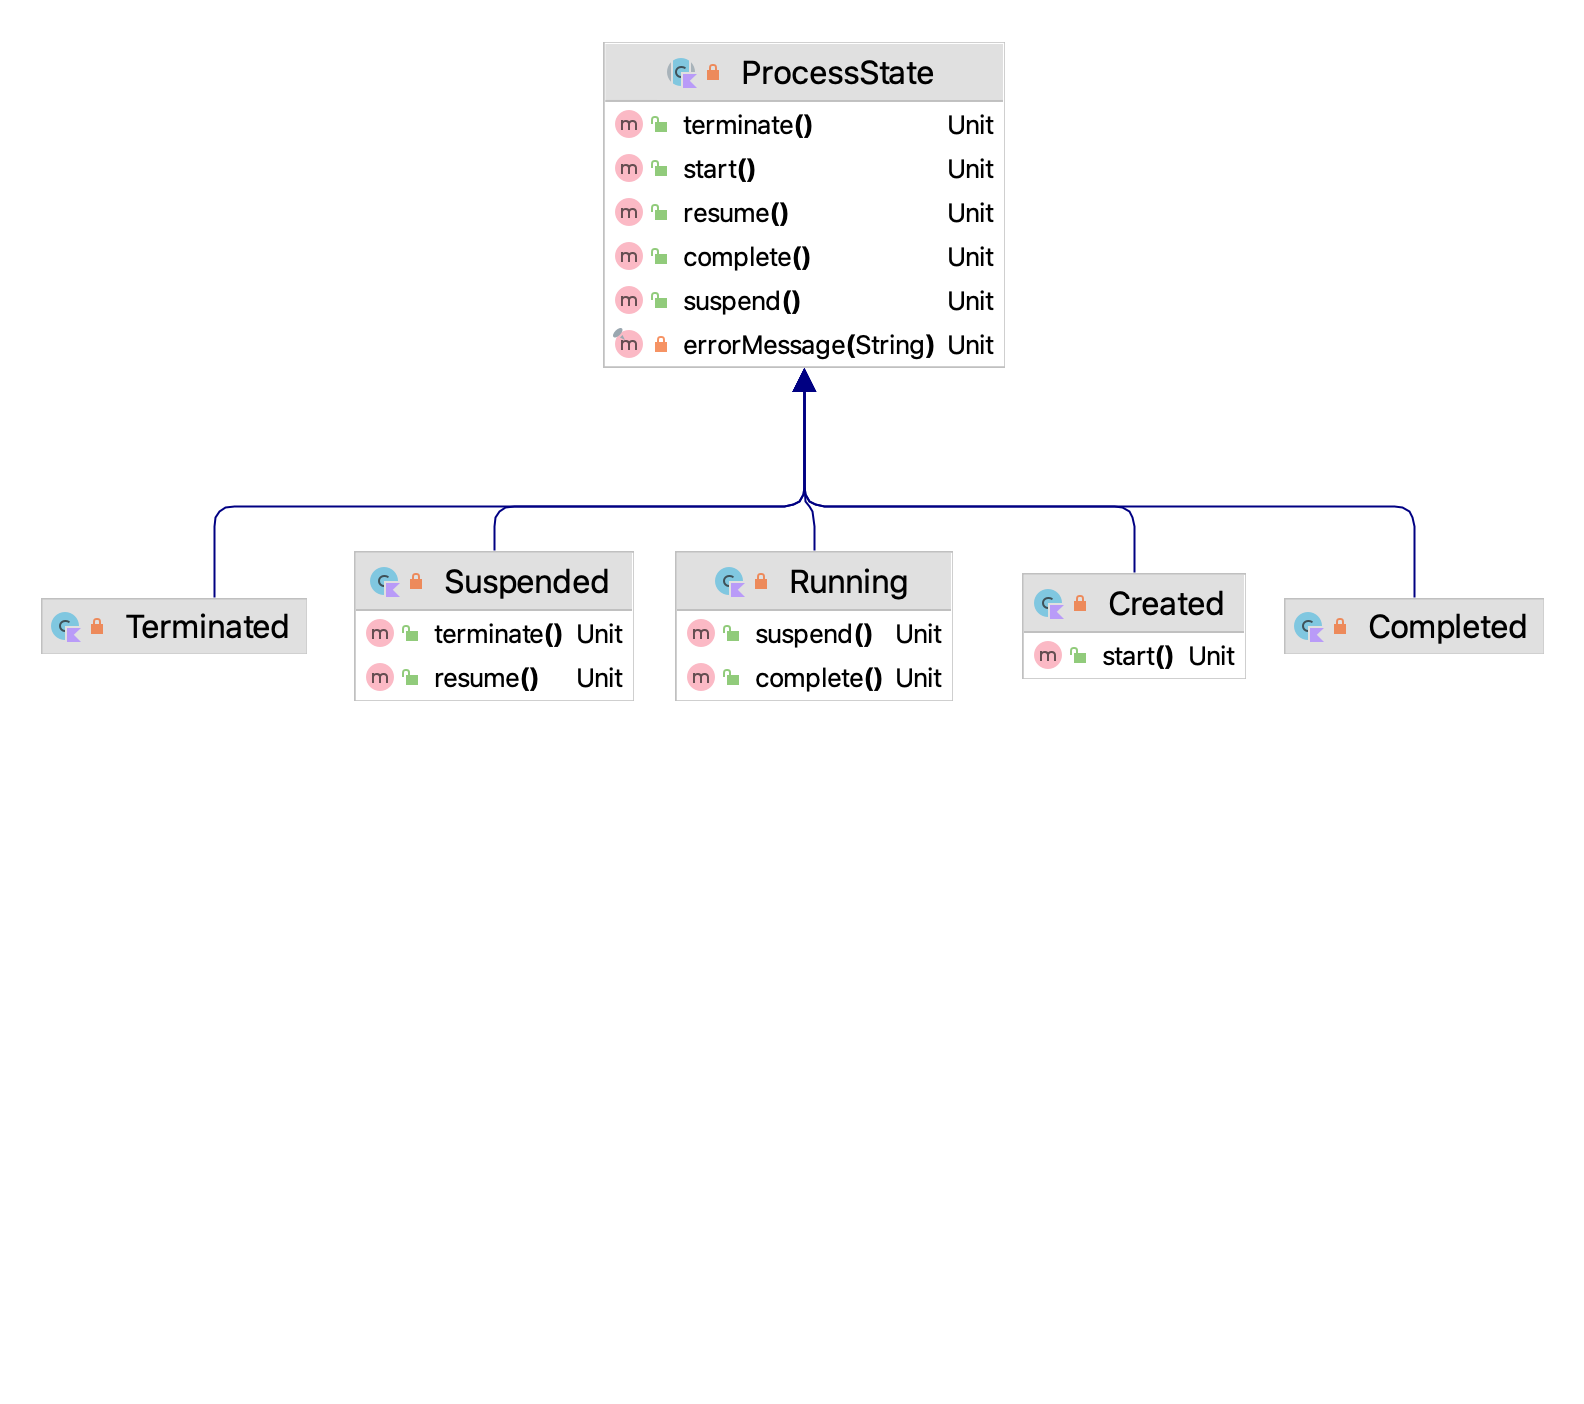 ProcessState
terminate() Unit
start() Unit
resume() Unit
complete() Unit
suspend() Unit
errorMessage(String) Unit
Terminated
Suspended
terminate() Unit
resume() Unit
Running
suspend() Unit
complete() Unit
Created
start() Unit
Completed